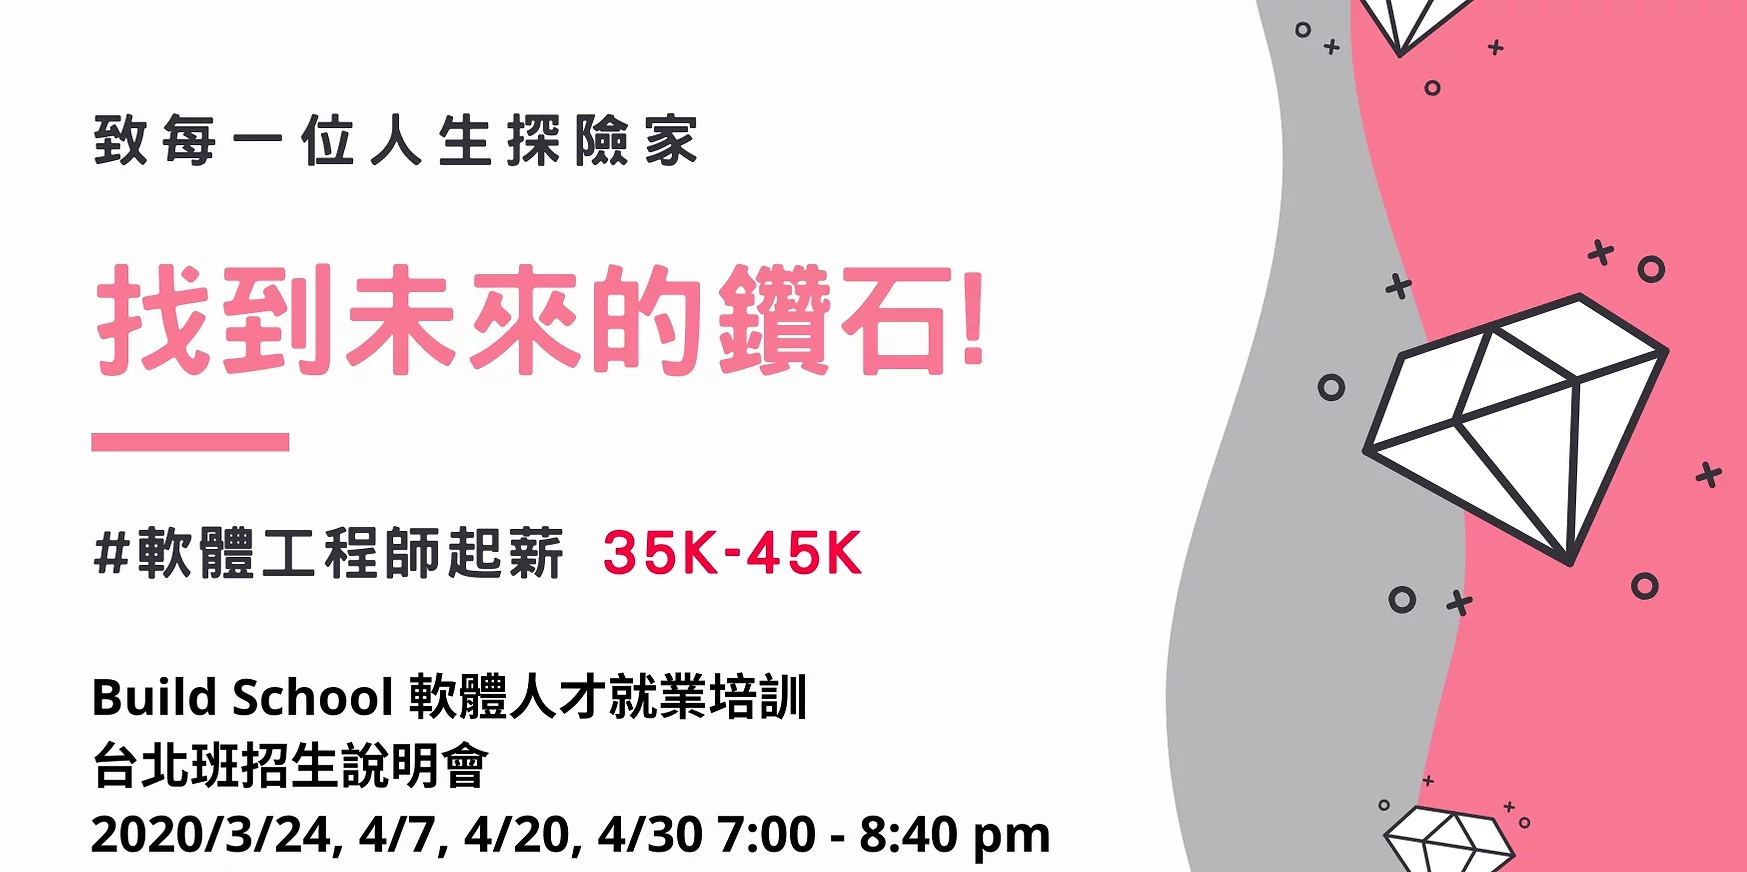 致每一位人生探險家
找到未來的鑽石!
#軟體工程師起薪 35K-45K
Build School 軟體人才就業培訓
台北班招生說明會
2020/3/24, 4/7, 4/20, 4/30 7:00 - 8:40 pm